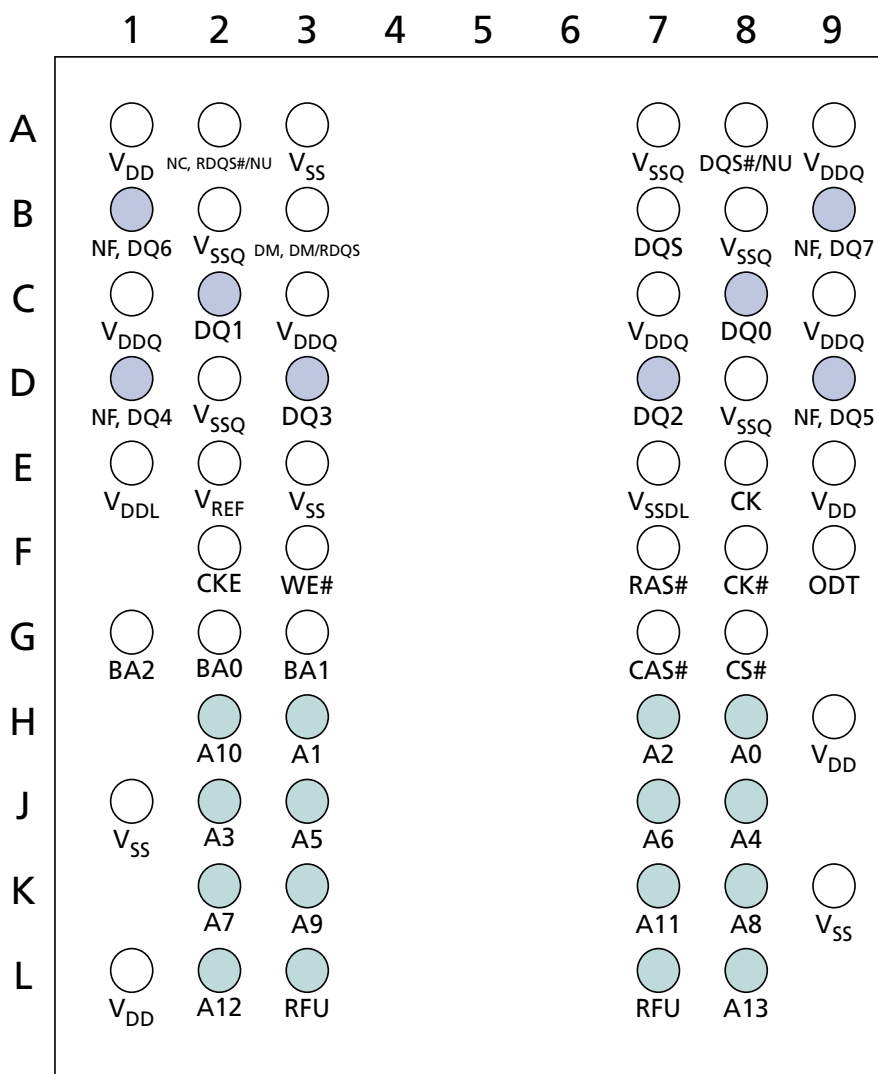 1 2 3 4 5 6 7 8 9
A
VDD NC, RDQS#/NU VSS VSSQ DQS#/NU VDDQ
B
NF, DQ6 VSSQ DM, DM/RDQS DQS VSSQ NF, DQ7
C
VDDQ DQ1 VDDQ VDDQ DQ0 VDDQ
D
NF, DQ4 VSSQ DQ3 DQ2 VSSQ NF, DQ5
E
VDDL VREF VSS VSSDL CK VDD
F
CKE WE# RAS# CK# ODT
G
BA2 BA0 BA1 CAS# CS#
H
A10 A1 A2 A0 VDD
J
VSS A3 A5 A6 A4
K
A7 A9 A11 A8 VSS
L
VDD A12 RFU RFU A13